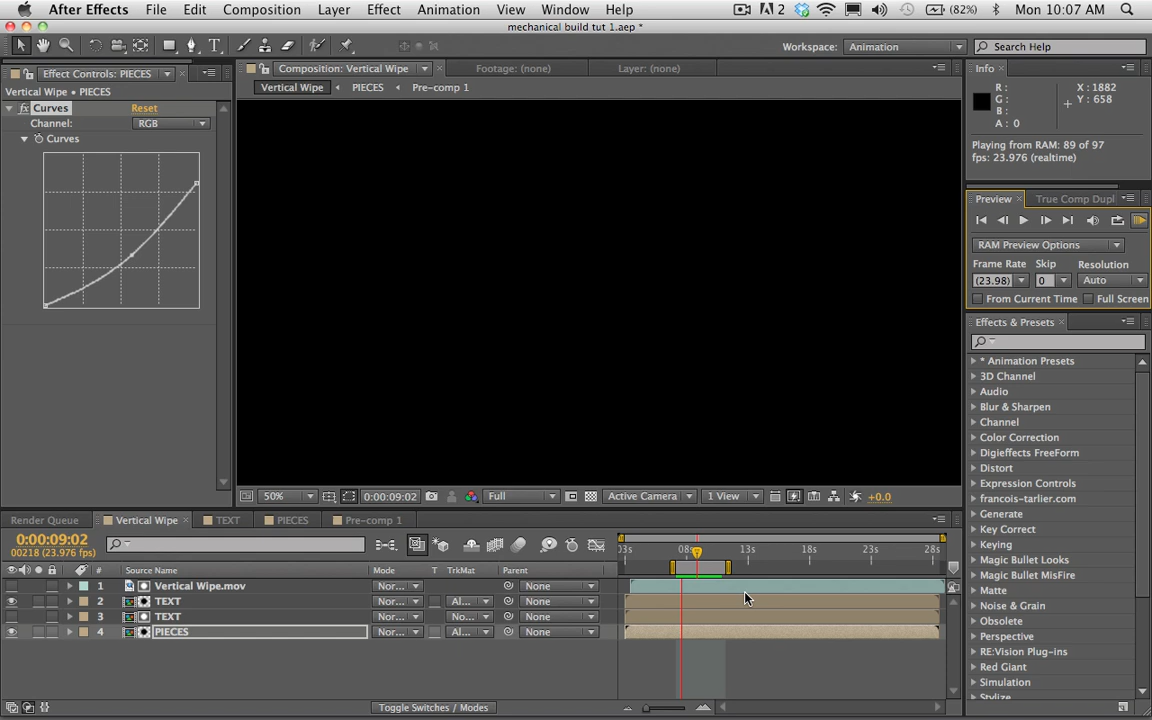 After Effects File Edit Composition Layer Effect Animation View Window Help
2 (82%) Mon 10:07 AM
mechanical build tut 1.aep *
Workspace: Animation Search Help
Effect Controls: PIECES
Composition: Vertical Wipe Footage: (none) Layer: (none)
Info
Vertical Wipe • PIECES
Vertical Wipe PIECES Pre-comp 1
R: X : 1882
G: Y : 658
B:
A: 0
fx Curves Reset
Channel: RGB
Curves
Playing from RAM: 89 of 97
fps: 23.976 (realtime)
Preview True Comp Dupl
RAM Preview Options
Frame Rate Skip Resolution
(23.98) 0 Auto
From Current Time Full Screen
Effects & Presets
* Animation Presets
3D Channel
Audio
Blur & Sharpen
Channel
Color Correction
Digieffects FreeForm
Distort
Expression Controls
francois-tarlier.com
Generate
Key Correct
Keying
Magic Bullet Looks
Magic Bullet MisFire
Matte
Noise & Grain
Obsolete
Perspective
RE:Vision Plug-ins
Red Giant
Simulation
Stylize
50% 0:00:09:02 Full Active Camera 1 View +0.0
Render Queue Vertical Wipe TEXT PIECES Pre-comp 1
0:00:09:02
00218 (23.976 fps)
03s 08s 13s 18s 23s 28s
# Source Name Mode T TrkMat Parent
1 Vertical Wipe.mov Nor... None
2 TEXT Nor... Al... None
3 TEXT Nor... No... None
4 PIECES Nor... Al... None
Toggle Switches / Modes